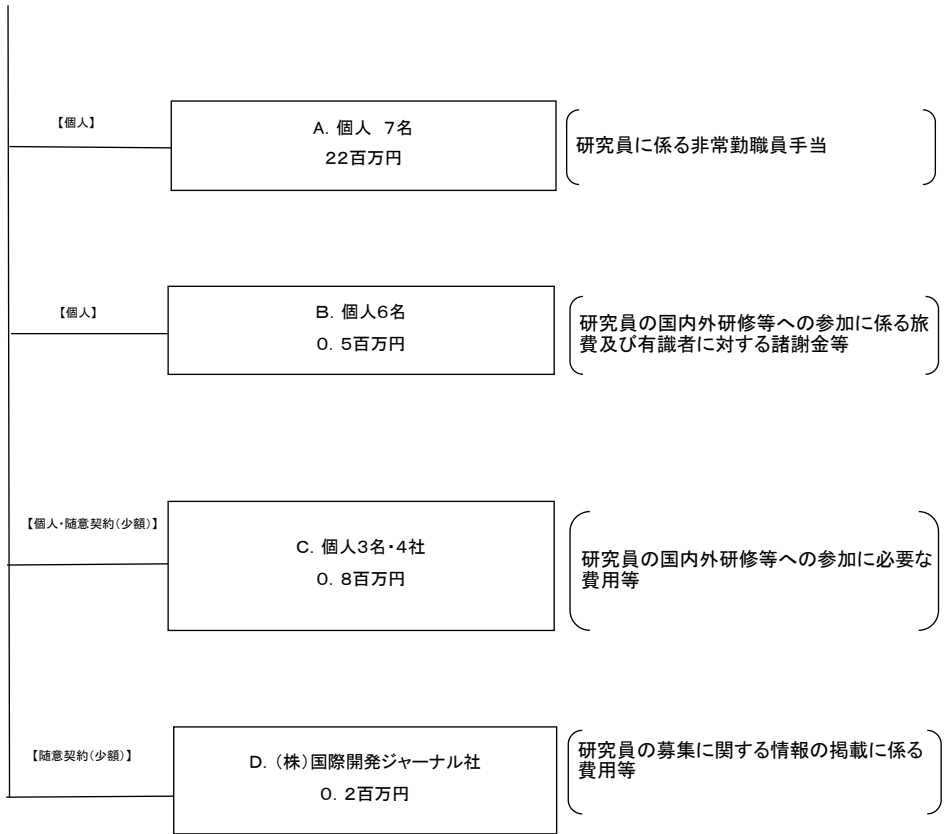 【個人】
A. 個人　7名
22百万円
研究員に係る非常勤職員手当
【個人】
B. 個人6名
0. 5百万円
研究員の国内外研修等への参加に係る旅
費及び有識者に対する諸謝金等
【個人・随意契約(少額)】
C. 個人3名・4社
0. 8百万円
研究員の国内外研修等への参加に必要な
費用等
【随意契約(少額)】
D. (株)国際開発ジャーナル社
0. 2百万円
研究員の募集に関する情報の掲載に係る
費用等